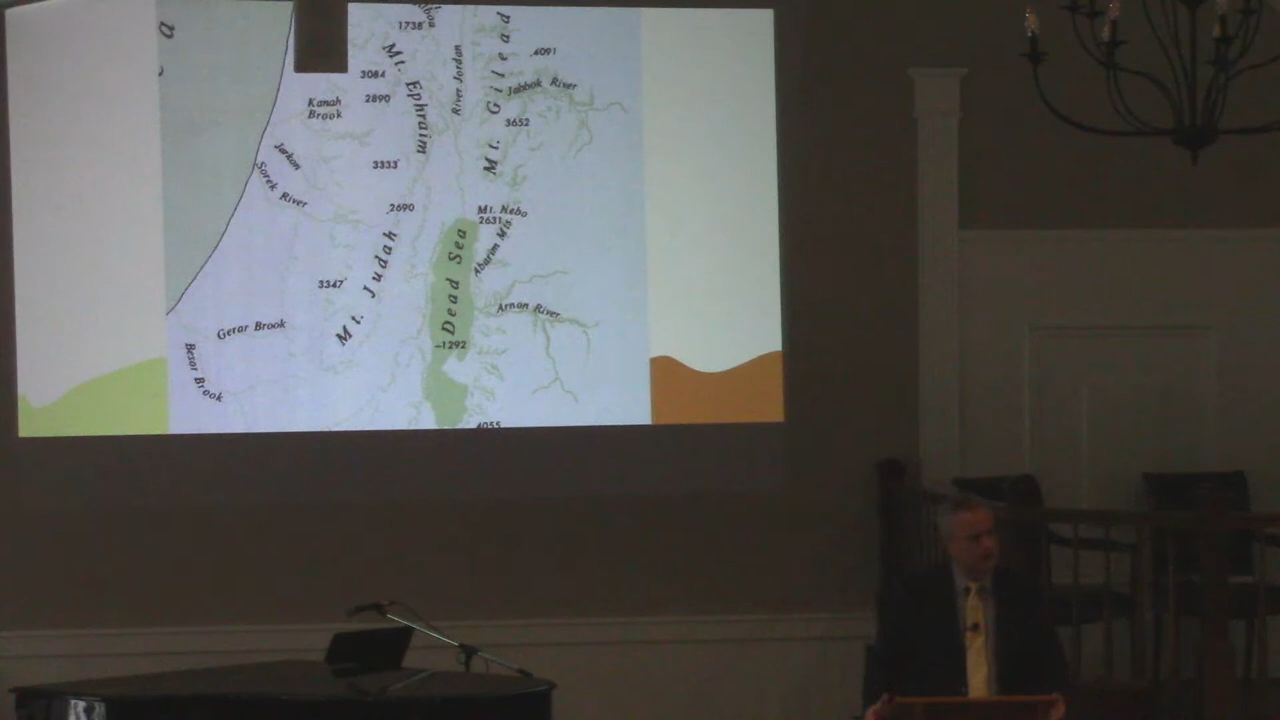 1738
Mt. Ephraim
River Jordan
Mt. Gilead
4091
3084
Jabbok River
2890
Kanah
Brook
3652
Jarkon
3333
Sorek River
2690
Mt. Nebo
2631
Abarim Mts.
Mt. Judah
Dead Sea
3347
Arnon River
Gerar Brook
-1292
Besor Brook
4055